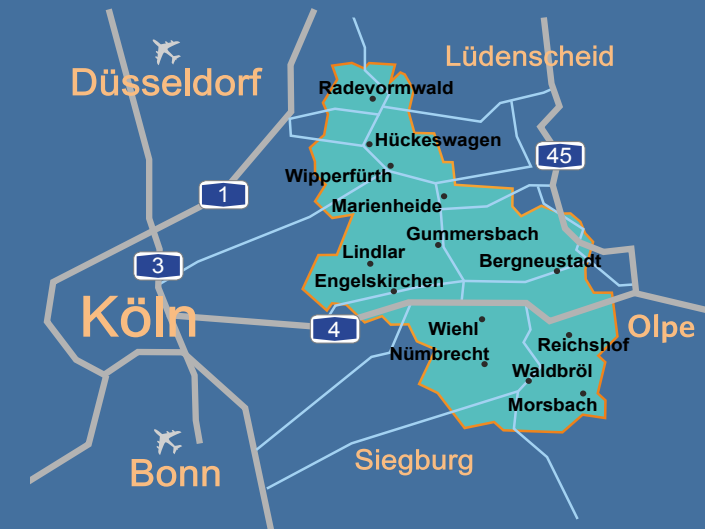 Lüdenscheid
Düsseldorf
Radevormwald
Hückeswagen
45
Wipperfürth
1
Marienheide
Gummersbach
Lindlar
3
Bergneustadt
Engelskirchen
Köln
4
Wiehl
Olpe
Reichshof
Nümbrecht
Waldbröl
Morsbach
Siegburg
Bonn